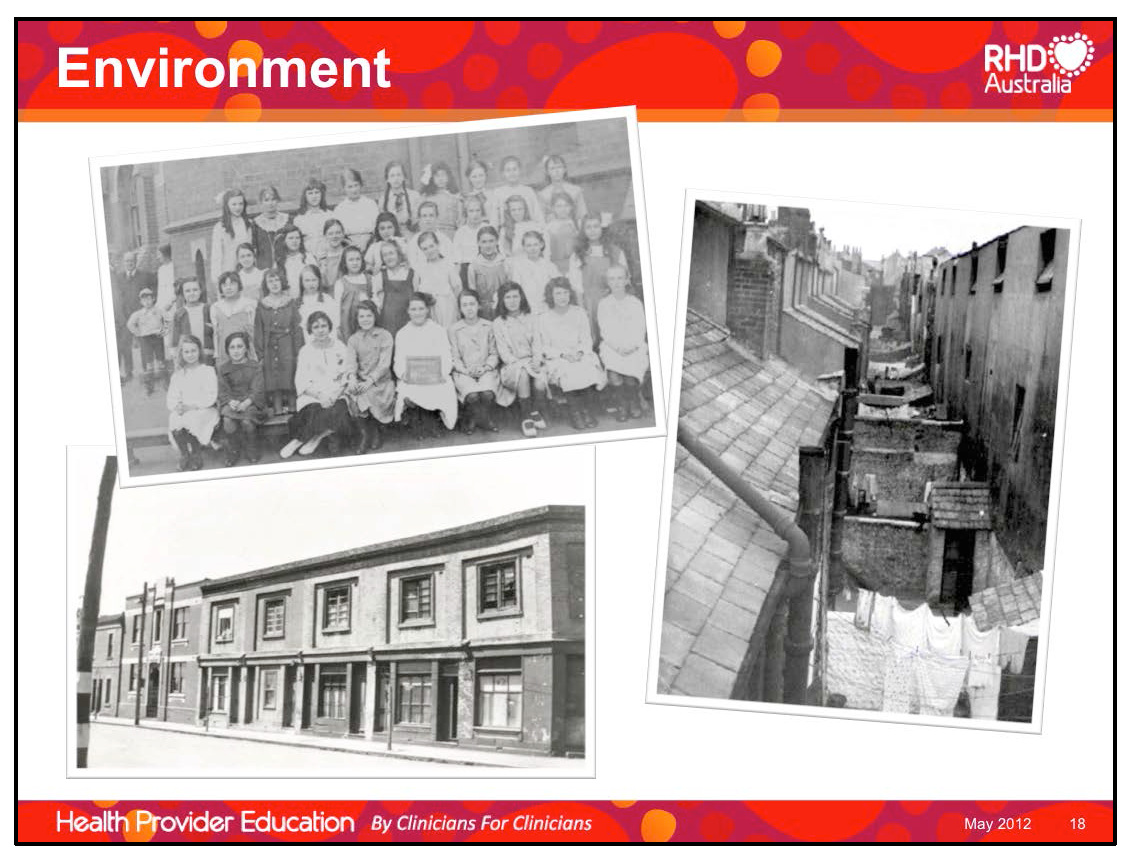 Environment
RHD
Australia
Health Provider Education By Clinicians For Clinicians
May 2012 18